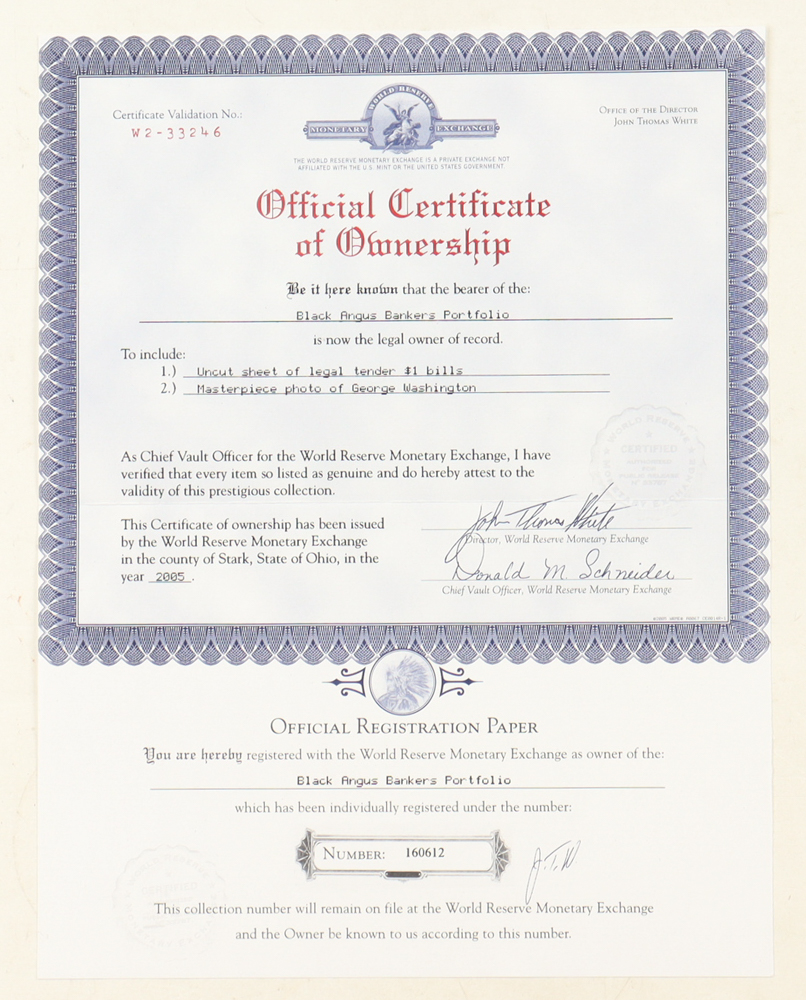 Certificate Validation No.:
W2-33246
WORLD RESERVE
MONETARY EXCHANGE
OFFICE OF THE DIRECTOR
JOHN THOMAS WHITE
THE WORLD RESERVE MONETARY EXCHANGE IS A PRIVATE EXCHANGE NOT
AFFILIATED WITH THE U.S. MINT OR THE UNITED STATES GOVERNMENT
Official Certificate
of Ownership
Be it here known that the bearer of the:
Black Angus Bankers Portfolio
is now the legal owner of record.
To include:
1.) Uncut sheet of legal tender $1 bills
2.) Masterpiece photo of George Washington
As Chief Vault Officer for the World Reserve Monetary Exchange, I have
verified that every item so listed as genuine and do hereby attest to the
validity of this prestigious collection.
WORLD RESERVE
CERTIFIED
This Certificate of ownership has been issued
by the World Reserve Monetary Exchange
in the county of Stark, State of Ohio, in the
year 2005.
John Thomas White
Director, World Reserve Monetary Exchange
Donald M. Schneider
Chief Vault Officer, World Reserve Monetary Exchange
OFFICIAL REGISTRATION PAPER
You are hereby registered with the World Reserve Monetary Exchange as owner of the:
Black Angus Bankers Portfolio
which has been individually registered under the number:
NUMBER: 160612
J.T.W
This collection number will remain on file at the World Reserve Monetary Exchange
and the Owner be known to us according to this number.